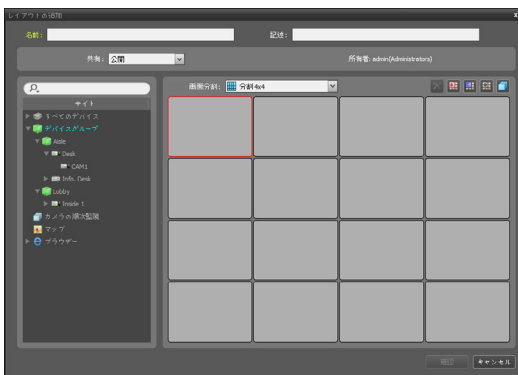 レイアウトの追加
x
名前:
記述:
共有: 公開
所有者: admin(Administrators)
画面分割: 分割 4x4
サイト
すべてのデバイス
デバイスグループ
Aisle
Desk
CAM1
Info. Desk
Lobby
Inside 1
カメラの順次監視
マップ
ブラウザー
確認
キャンセル